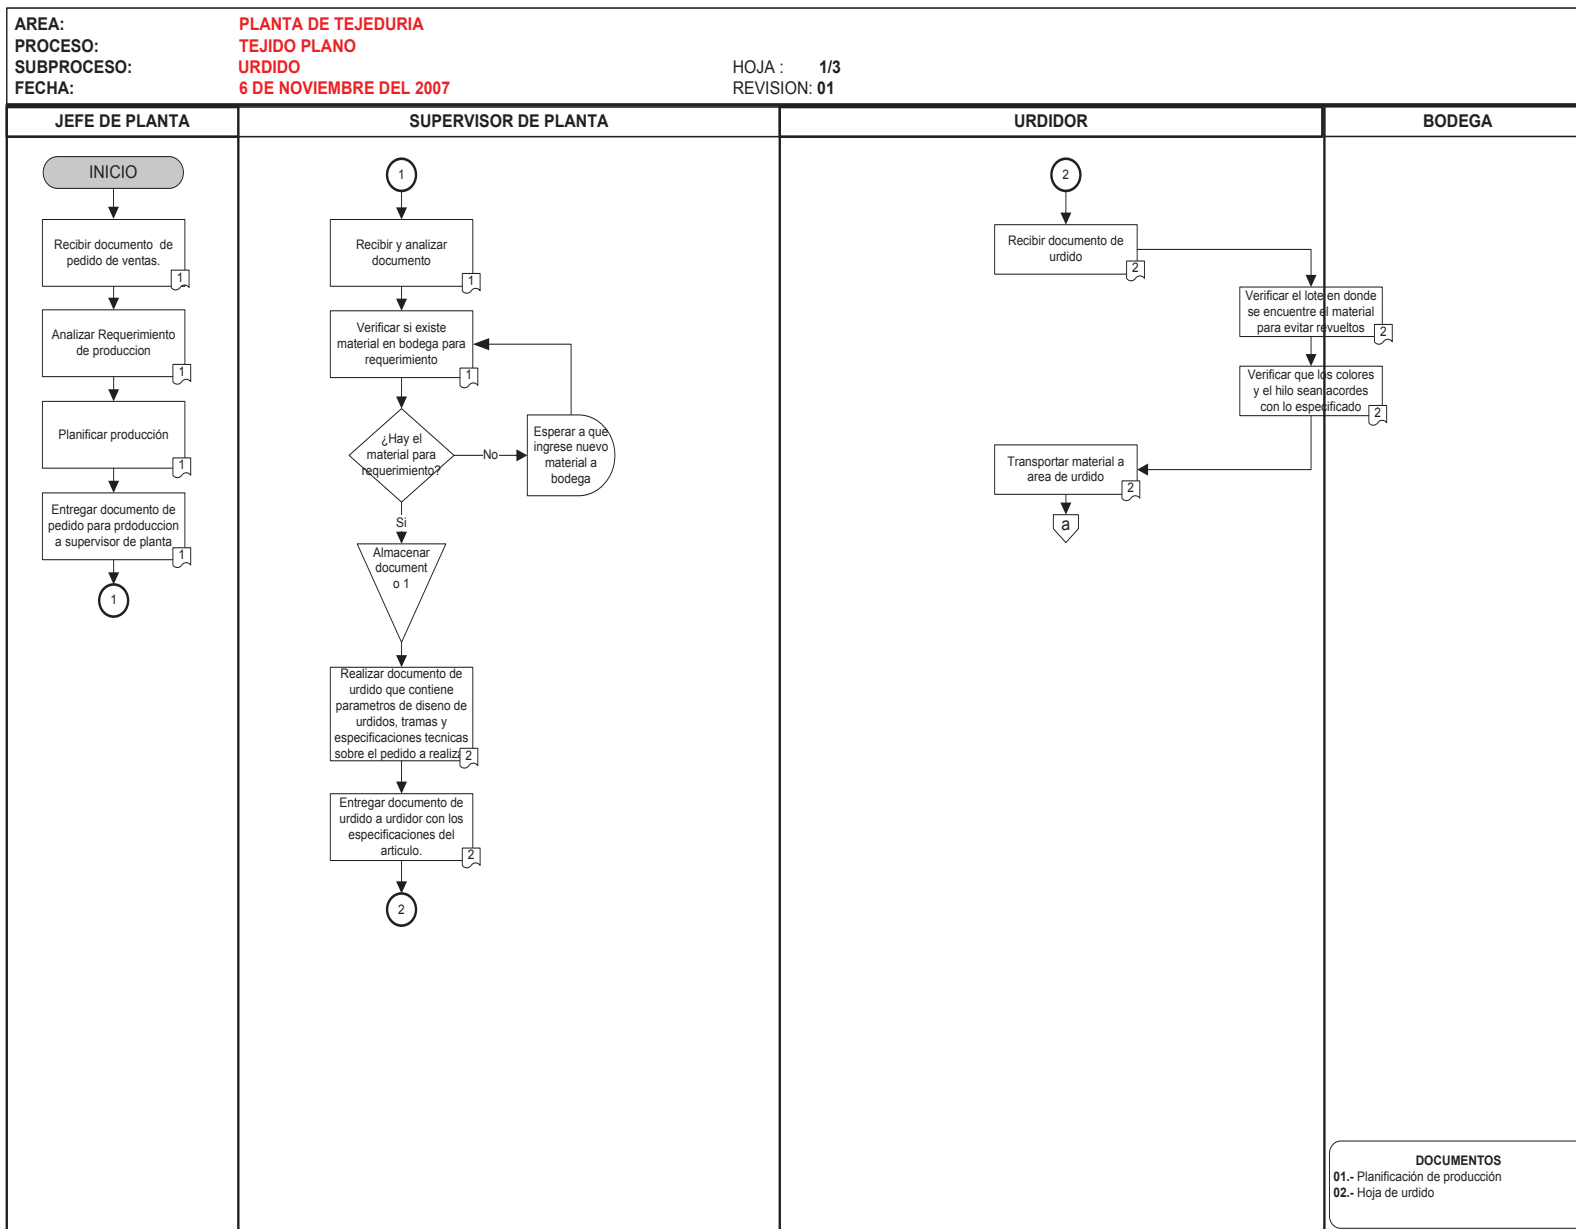 AREA: PLANTA DE TEJEDURIA
PROCESO: TEJIDO PLANO
SUBPROCESO: URDIDO HOJA : 1/3
FECHA: 6 DE NOVIEMBRE DEL 2007 REVISION: 01
JEFE DE PLANTA
SUPERVISOR DE PLANTA
URDIDOR
BODEGA
INICIO
Recibir documento de
pedido de ventas.
1
Analizar Requerimiento
de produccion
1
Planificar producción
1
Entregar documento de
pedido para prdoduccion
a supervisor de planta
1
1
1
Recibir y analizar
documento
1
Verificar si existe
material en bodega para
requerimiento
1
¿Hay el
material para
requerimiento?
No
Esperar a que
ingrese nuevo
material a
bodega
Si
Almacenar
document
o 1
Realizar documento de
urdido que contiene
parametros de diseno de
urdidos, tramas y
especificaciones tecnicas
sobre el pedido a realiza
2
Entregar documento de
urdido a urdidor con los
especificaciones del
articulo.
2
2
2
Recibir documento de
urdido
2
Verificar el lote en donde
se encuentre el material
para evitar revueltos
2
Verificar que los colores
y el hilo sean acordes
con lo especificado
2
Transportar material a
area de urdido
2
a
DOCUMENTOS
01.- Planificación de producción
02.- Hoja de urdido